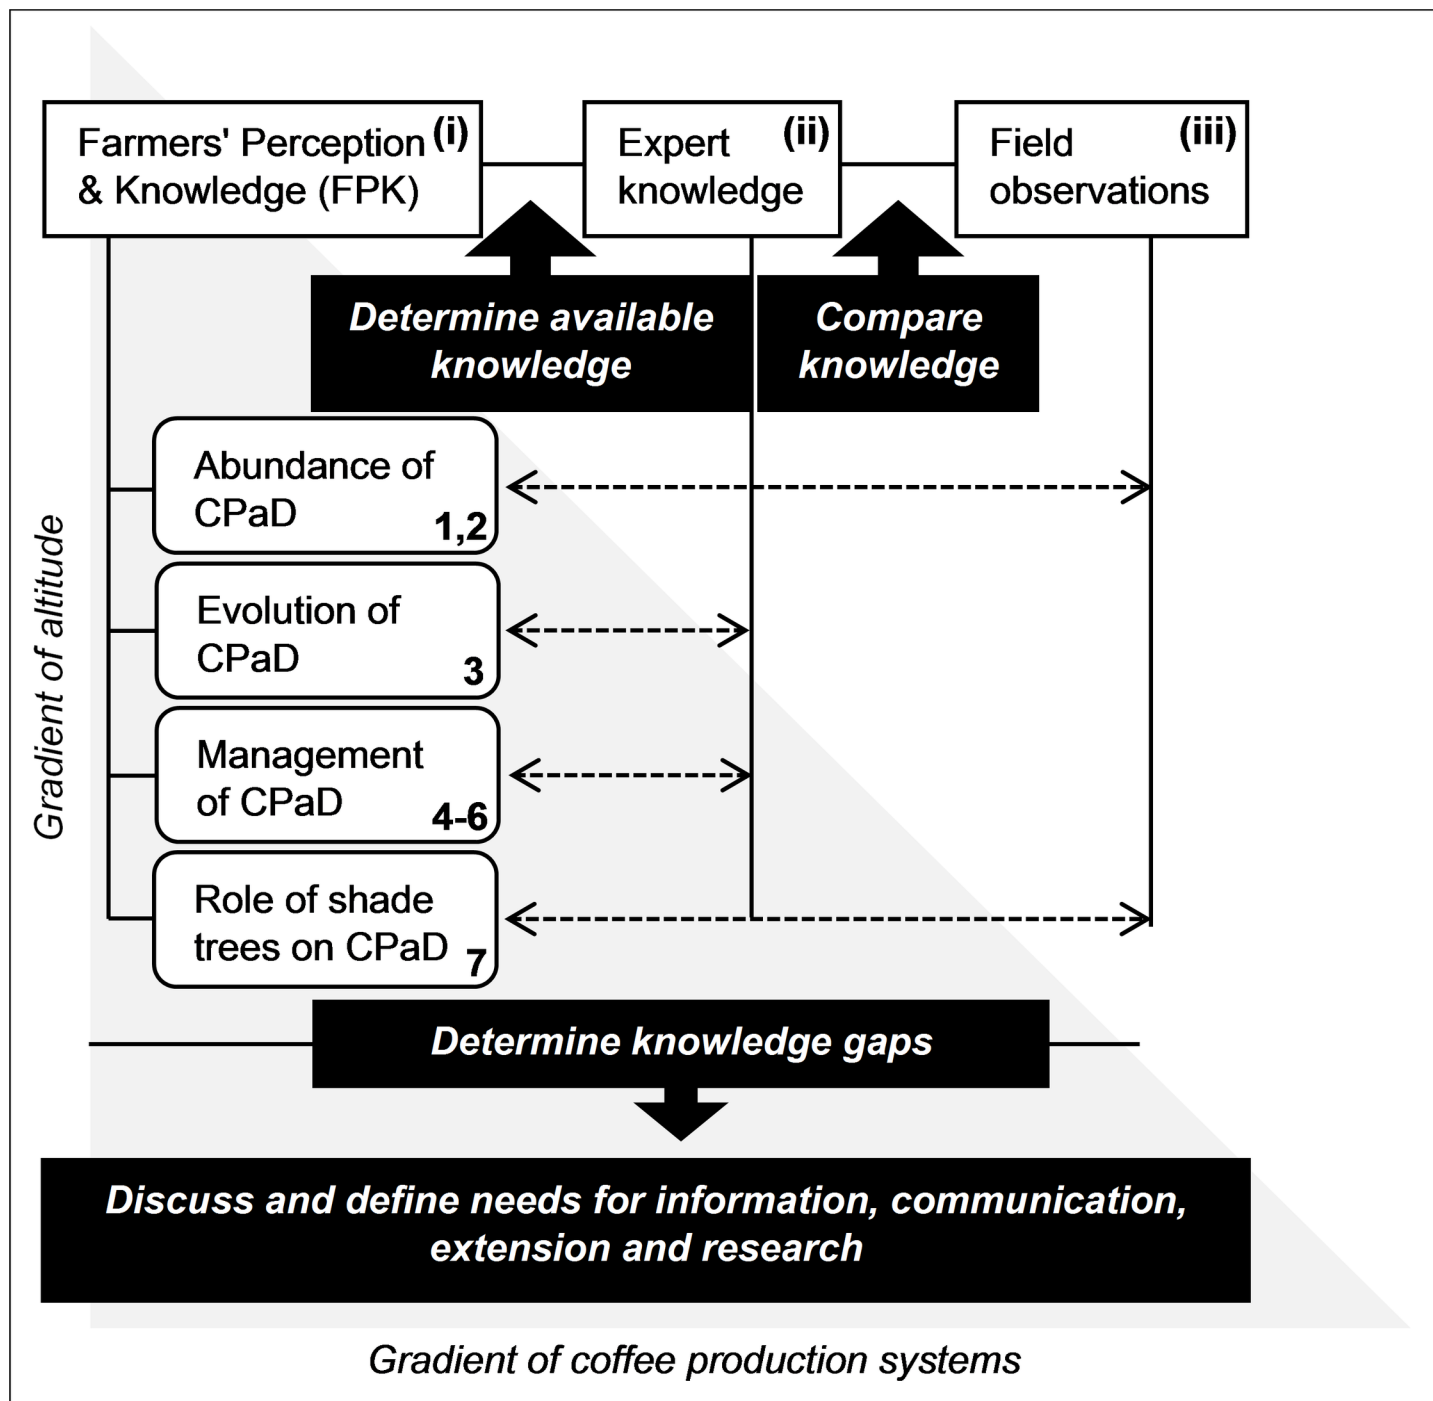 Farmers' Perception (i)
& Knowledge (FPK)
Expert (ii)
knowledge
Field (iii)
observations
Determine available
knowledge
Compare
knowledge
Abundance of
CPaD
1,2
Evolution of
CPaD
3
Management
of CPaD
4-6
Role of shade
trees on CPaD
7
Gradient of altitude
Determine knowledge gaps
Discuss and define needs for information, communication,
extension and research
Gradient of coffee production systems